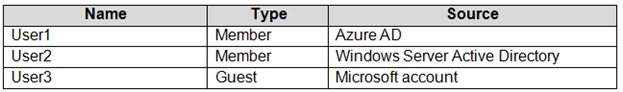 Name Type Source
User1 Member Azure AD
User2 Member Windows Server Active Directory
User3 Guest Microsoft account